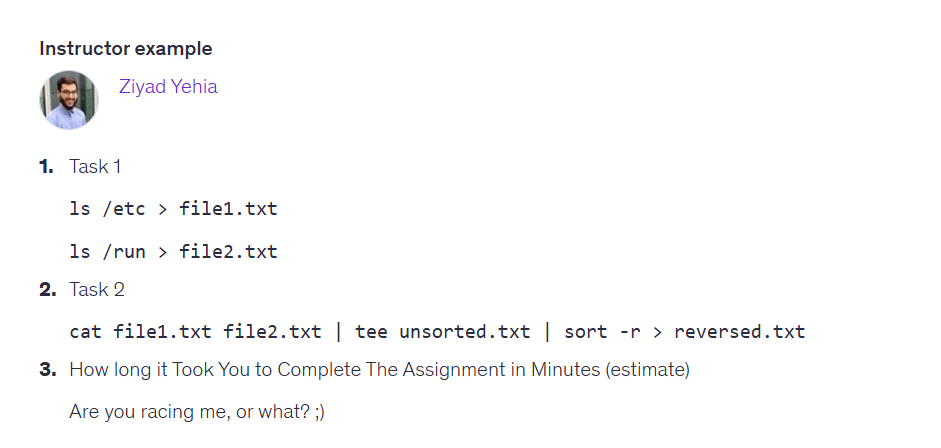 Instructor example
Ziyad Yehia
1. Task 1
ls /etc > file1.txt
ls /run > file2.txt
2. Task 2
cat file1.txt file2.txt | tee unsorted.txt | sort -r > reversed.txt
3. How long it Took You to Complete The Assignment in Minutes (estimate)
Are you racing me, or what? ;)